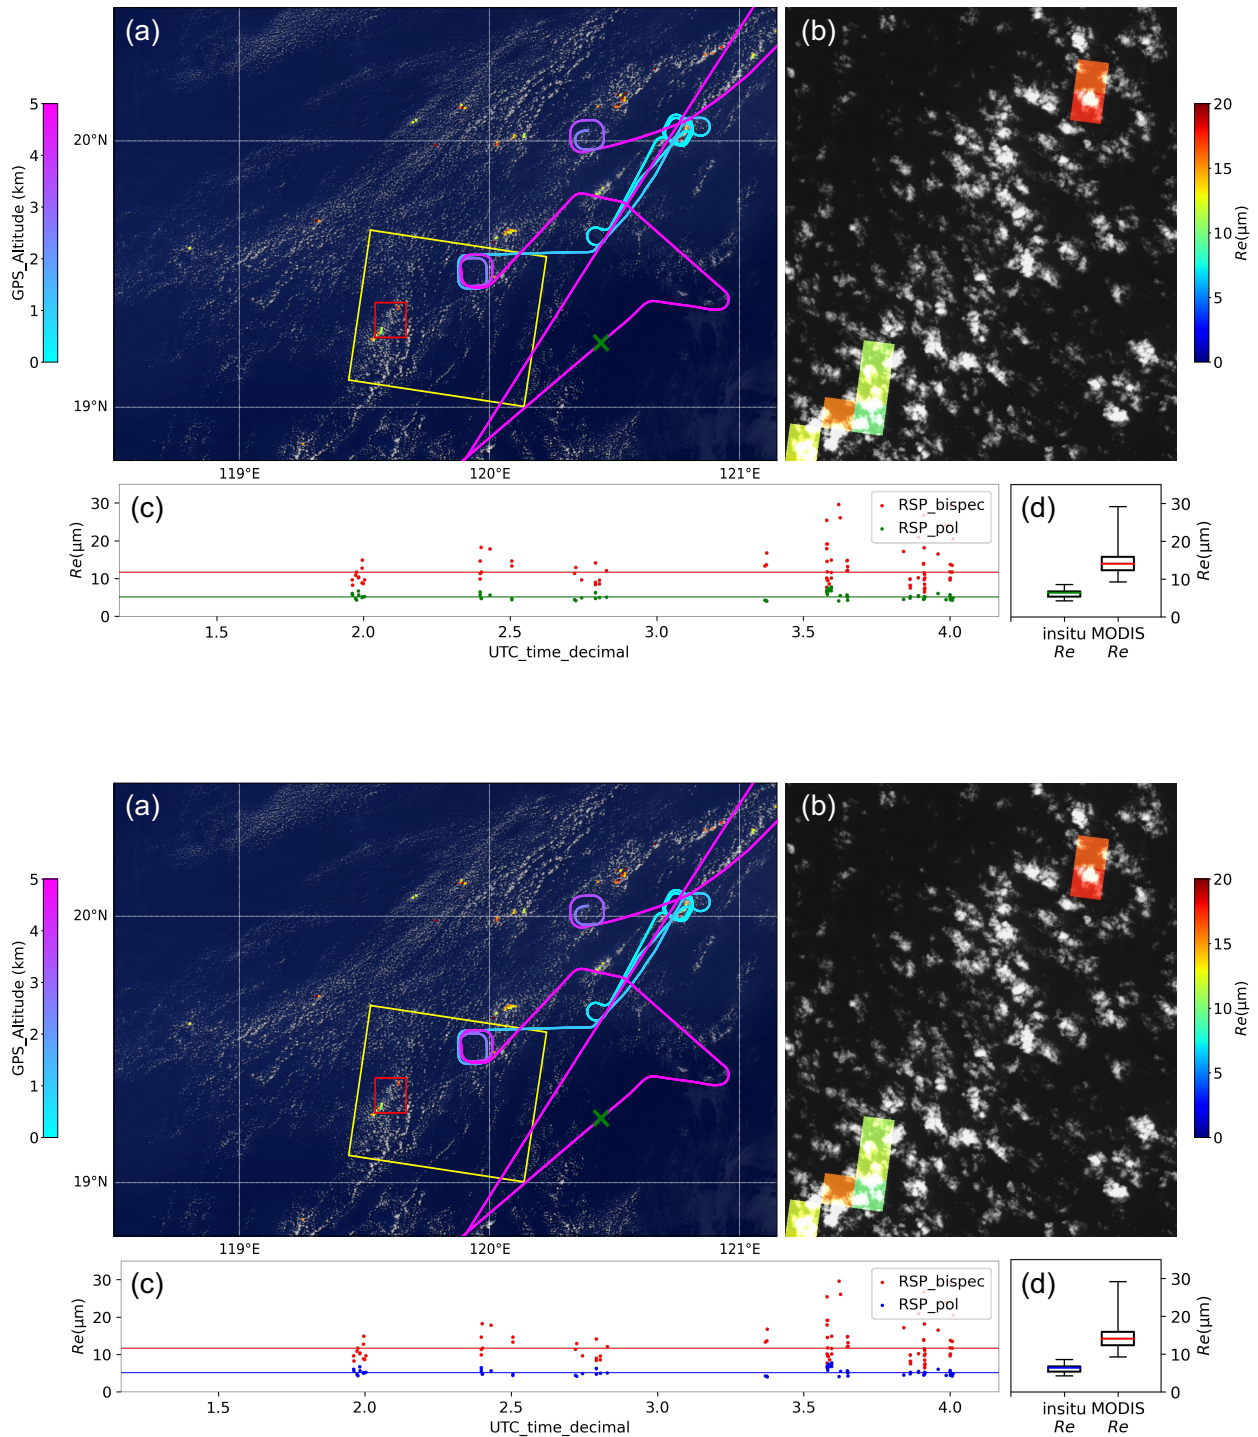 (a)
(b)
GPS_Altitude (km)
5
4
3
2
1
0
20°N
19°N
119°E
120°E
121°E
20
15
10
5
0
Re(μm)
(c)
RSP_bispec
RSP_pol
Re(μm)
30
20
10
0
1.5
2.0
2.5
3.0
3.5
4.0
UTC_time_decimal
(d)
30
20
10
0
Re(μm)
insitu MODIS
Re Re
(a)
(b)
GPS_Altitude (km)
5
4
3
2
1
0
20°N
19°N
119°E
120°E
121°E
20
15
10
5
0
Re(μm)
(c)
RSP_bispec
RSP_pol
Re(μm)
30
20
10
0
1.5
2.0
2.5
3.0
3.5
4.0
UTC_time_decimal
(d)
30
20
10
0
Re(μm)
insitu MODIS
Re Re